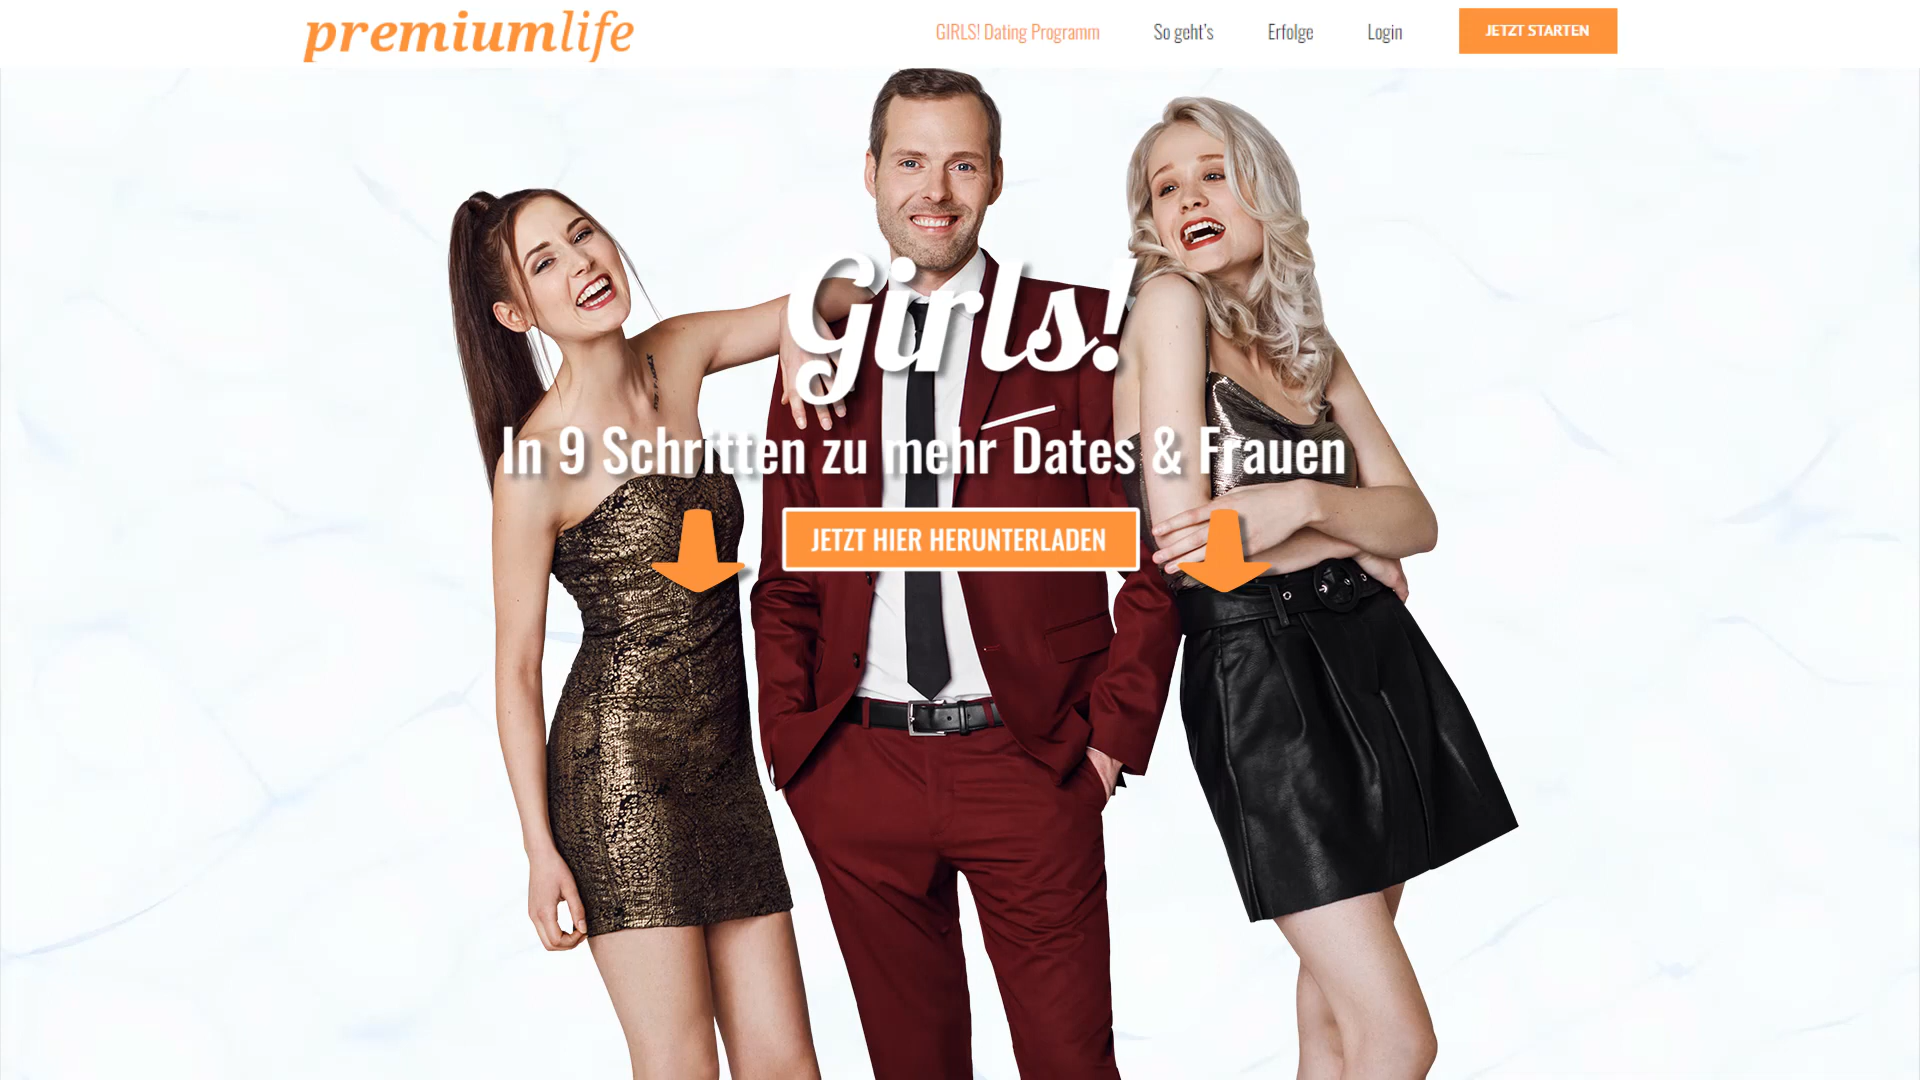 premiumlife
GIRLS! Dating Programm
So geht's
Erfolge
Login
JETZT STARTEN
Girls!
In 9 Schritten zu mehr Dates & Frauen
JETZT HIER HERUNTERLADEN